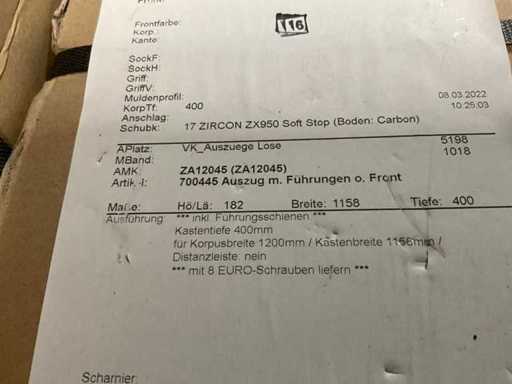 Front:
116
Frontfarbe:
Korp.:
Kante:
SockF:
SockH:
Griff:
GriffV:
Muldenprofil:
08.03.2022
KorpTf: 400
10:25:03
Anschlag:
Schubk: 17 ZIRCON ZX950 Soft Stop (Boden: Carbon)
APlatz: VK_Auszuege Lose 5198
MBand: 1018
AMK: ZA12045 (ZA12045)
Artik.-I: 700445 Auszug m. Führungen o. Front
Maße: Hö/Lä: 182 Breite: 1158 Tiefe: 400
Ausführung: *** inkl. Führungsschienen ***
Kastentiefe 400mm
für Korpusbreite 1200mm / Kastenbreite 1156mm /
Distanzleiste: nein
*** mit 8 EURO-Schrauben liefern ***
Scharnier: